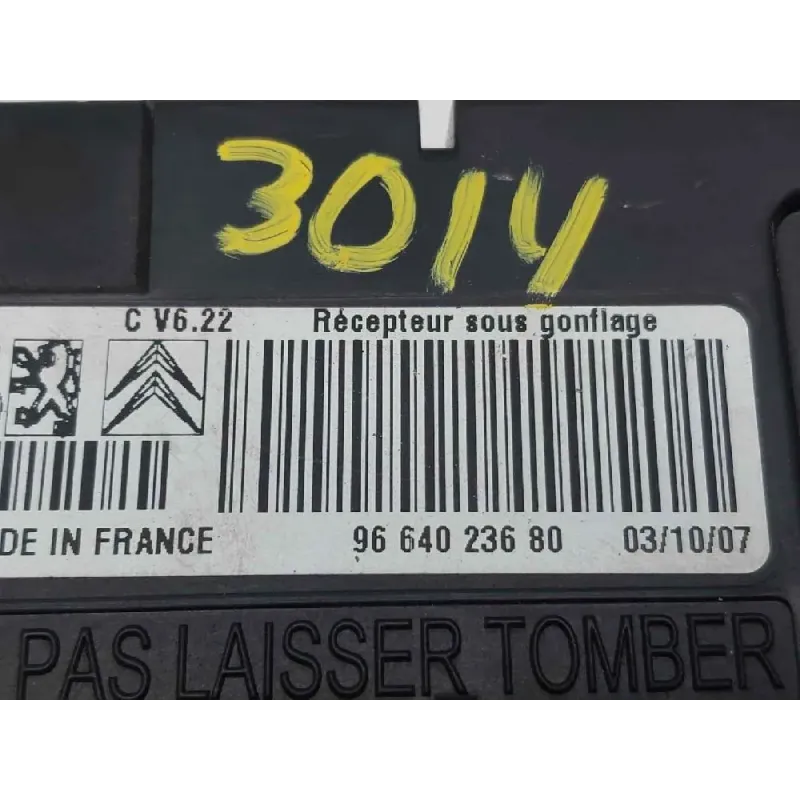 3014
C V6.22 Récepteur sous gonflage
DE IN FRANCE 96 640 236 80 03/10/07
PAS LAISSER TOMBER